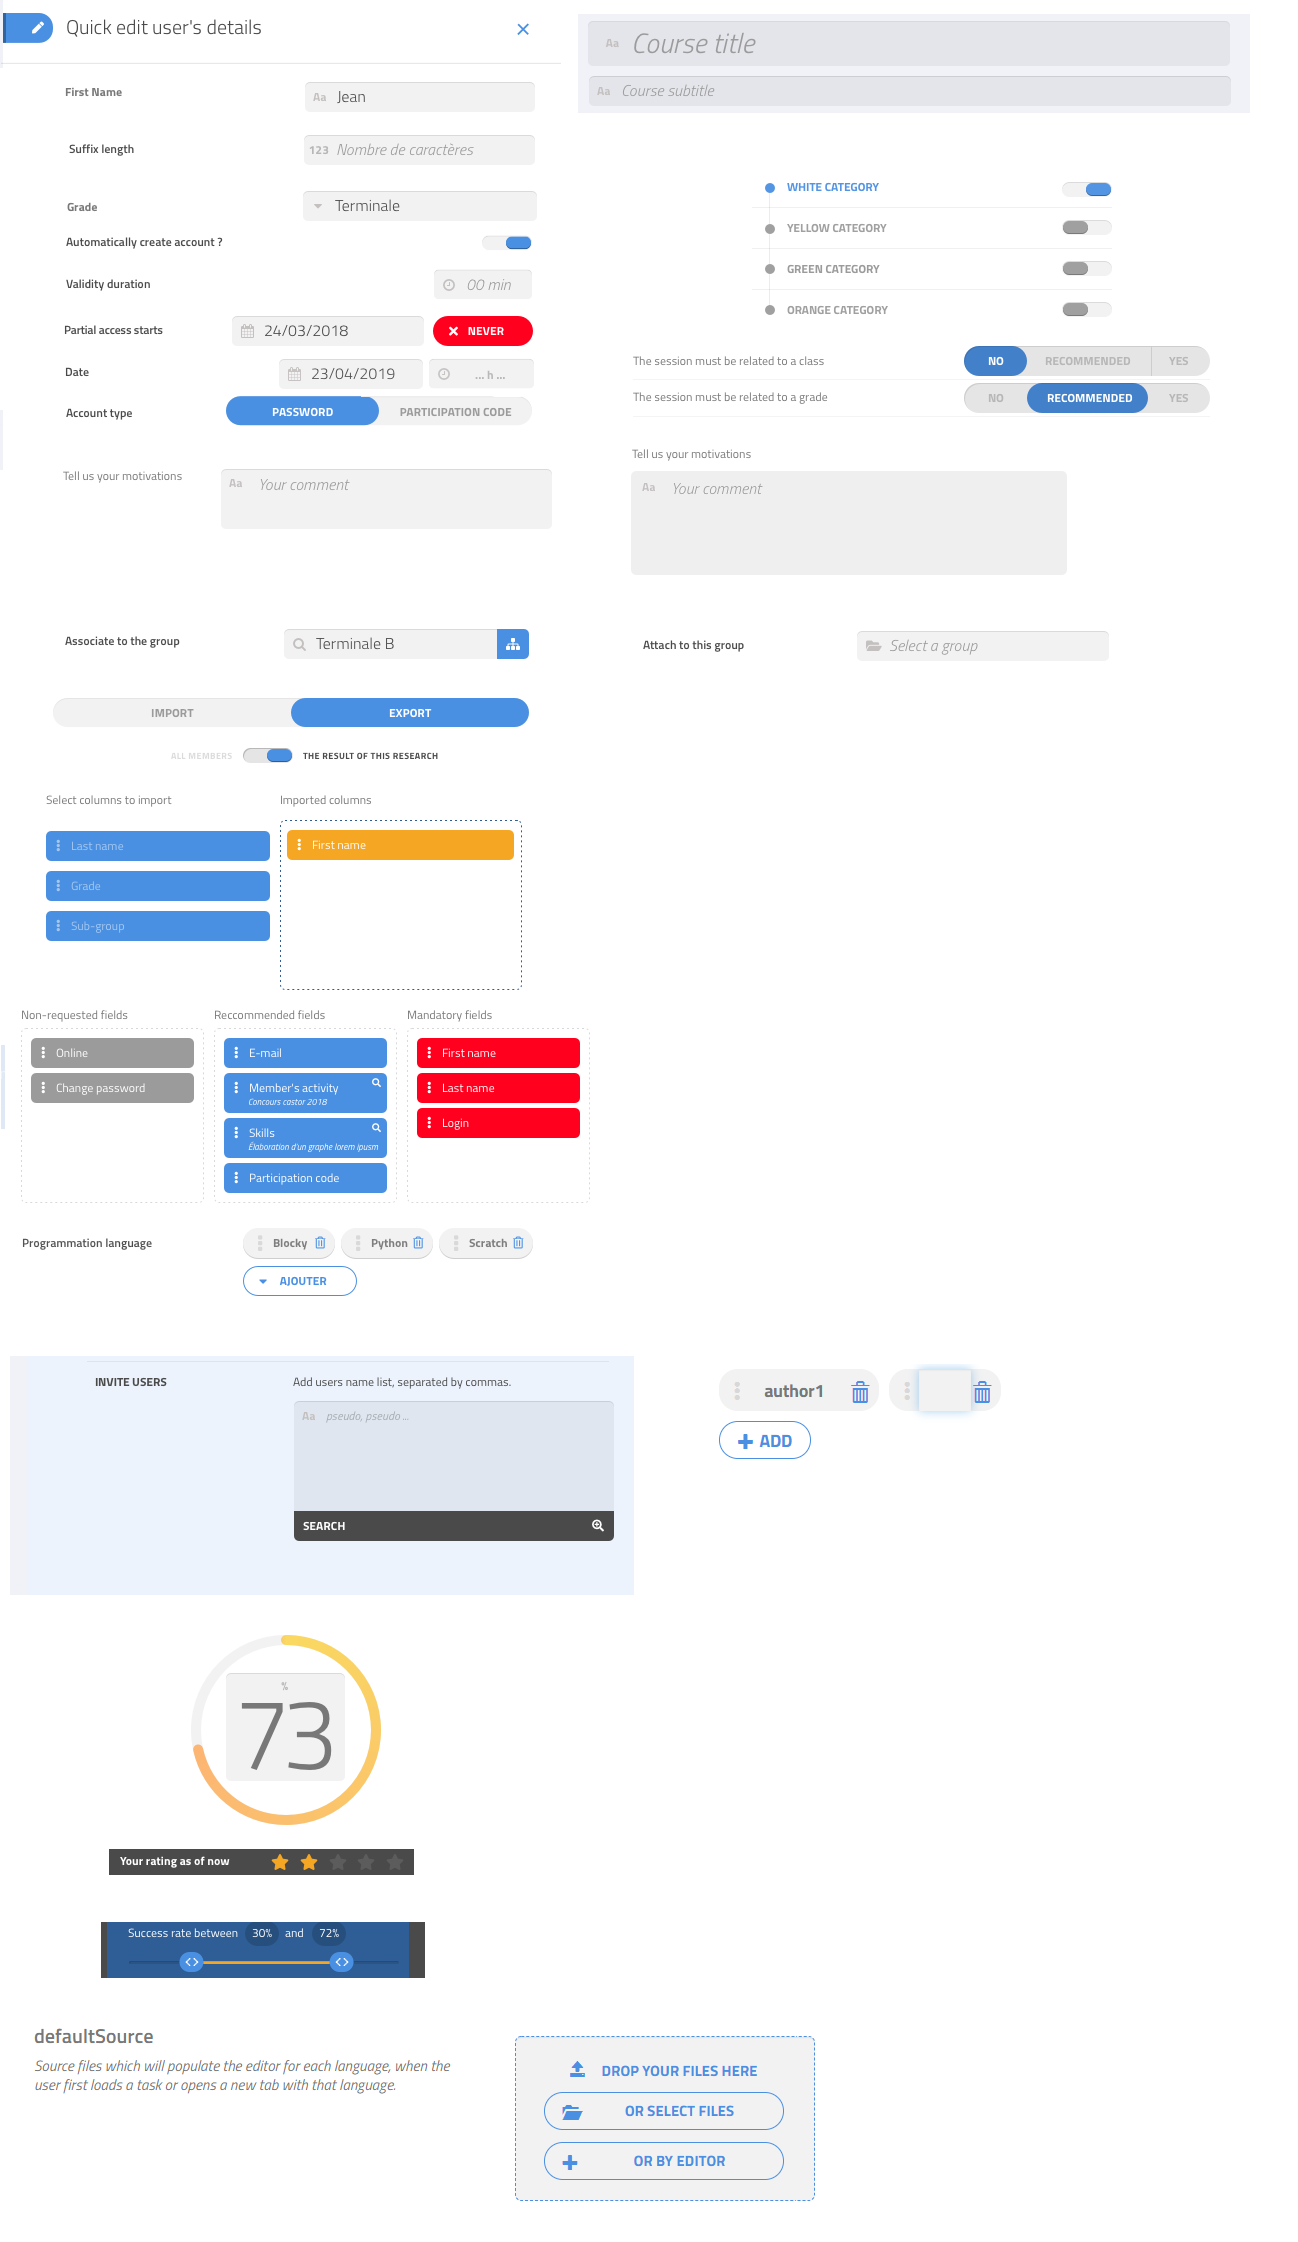 Quick edit user's details
First Name
Aa Jean
Suffix length
123 Nombre de caractères
Grade
Terminale
Automatically create account ?
Validity duration
00 min
Partial access starts
24/03/2018
NEVER
Date
23/04/2019
... h ...
Account type
PASSWORD
PARTICIPATION CODE
Tell us your motivations
Aa Your comment
Aa Course title
Aa Course subtitle
WHITE CATEGORY
YELLOW CATEGORY
GREEN CATEGORY
ORANGE CATEGORY
The session must be related to a class
NO RECOMMENDED YES
The session must be related to a grade
NO RECOMMENDED YES
Tell us your motivations
Aa Your comment
Associate to the group
Terminale B
Attach to this group
Select a group
IMPORT EXPORT
ALL MEMBERS THE RESULT OF THIS RESEARCH
Select columns to import
Last name
Grade
Sub-group
Imported columns
First name
Non-requested fields
Online
Change password
Reccommended fields
E-mail
Member's activity
Concours castor 2018
Skills
Élaboration d'un graphe lorem ipusm
Participation code
Mandatory fields
First name
Last name
Login
Programmation language
Blocky Python Scratch
AJOUTER
INVITE USERS
Add users name list, separated by commas.
Aa pseudo, pseudo ...
SEARCH
author1
ADD
%
73
Your rating as of now
Success rate between 30% and 72%
defaultSource
Source files which will populate the editor for each language, when the
user first loads a task or opens a new tab with that language.
DROP YOUR FILES HERE
OR SELECT FILES
OR BY EDITOR